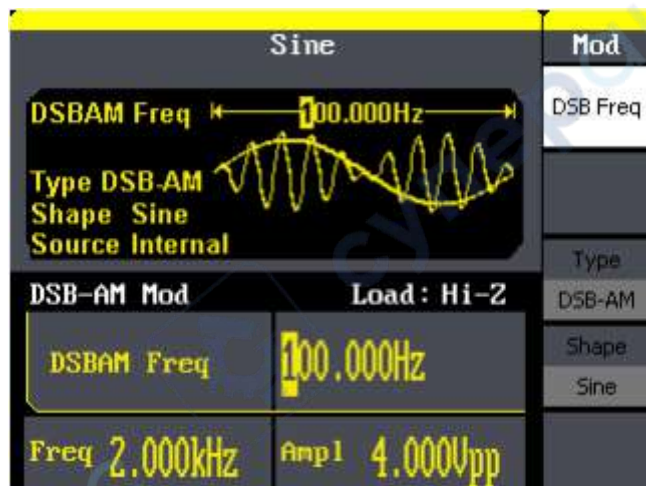 Sine
Mod
DSBAM Freq 100.000Hz
DSB Freq
Type DSB-AM
Shape Sine
Source Internal
Type
DSB-AM
DSB-AM Mod Load: Hi-Z
Shape
Sine
DSBAM Freq 100.000Hz
Freq 2.000kHz Ampl 4.000Vpp